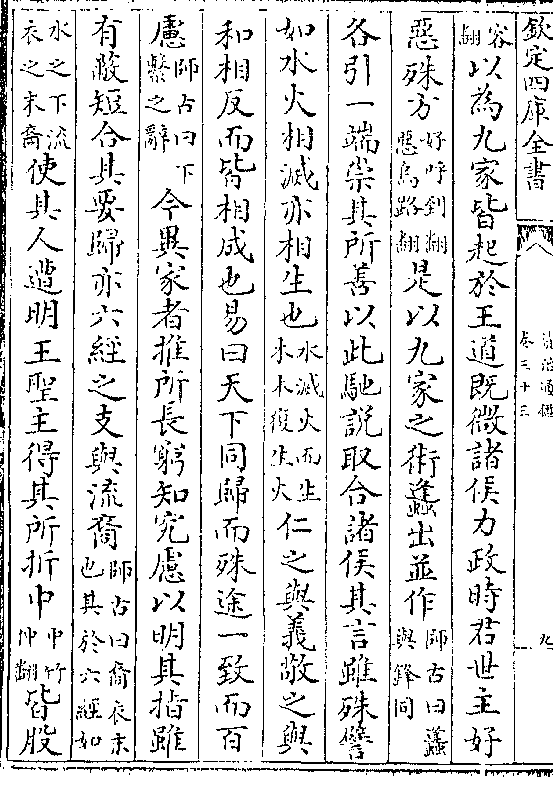 欽定四庫全書
資治通鑑
卷三十三
九
容翻以為九家皆起於王道既微諸侯力政時君世主好
惡殊方好呼到翻惡烏路翻是以九家之術蠭出並作師古曰蠭與鋒同
各引一端崇其所善以此馳說取合諸侯其言雖殊譬
如水火相滅亦相生也水滅火而生木木復生火仁之與義敬之與
和相反而皆相成也易曰天下同歸而殊途一致而百
慮師古曰下繫之辭今異家者推所長窮知究慮以明其指雖
有蔽短合其要歸亦六經之支與流裔師古曰裔衣末也其於六經如
水之下流衣之末裔使其人遭明王聖主得其所折中中竹仲翻皆股